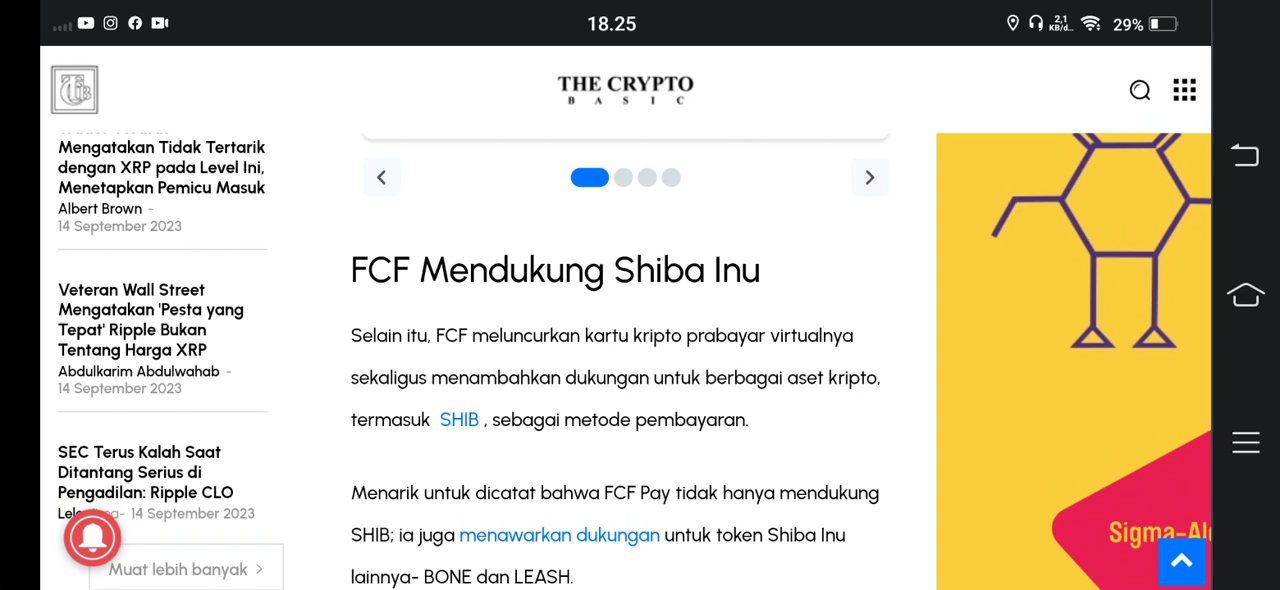 18.25
2,1
KB/d...
29%
THE CRYPTO
BASIC
Mengatakan Tidak Tertarik
dengan XRP pada Level Ini,
Menetapkan Pemicu Masuk
Albert Brown -
14 September 2023
Veteran Wall Street
Mengatakan 'Pesta yang
Tepat' Ripple Bukan
Tentang Harga XRP
Abdulkarim Abdulwahab -
14 September 2023
SEC Terus Kalah Saat
Ditantang Serius di
Pengadilan: Ripple CLO
- 14 September 2023
Muat lebih banyak >
FCF Mendukung Shiba Inu
Selain itu, FCF meluncurkan kartu kripto prabayar virtualnya
sekaligus menambahkan dukungan untuk berbagai aset kripto,
termasuk SHIB , sebagai metode pembayaran.
Menarik untuk dicatat bahwa FCF Pay tidak hanya mendukung
SHIB; ia juga menawarkan dukungan untuk token Shiba Inu
lainnya- BONE dan LEASH.